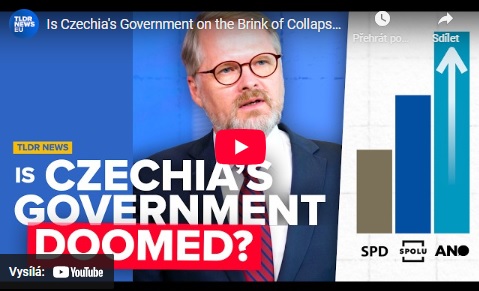 TLDR
NEWS
EU
Is Czechia's Government on the Brink of Collaps...
Přehrát po...
Sdílet
TLDR NEWS
IS CZECHIA'S
GOVERNMENT
DOOMED?
SPD
SPOLU
ANO
Vysílá:
YouTube